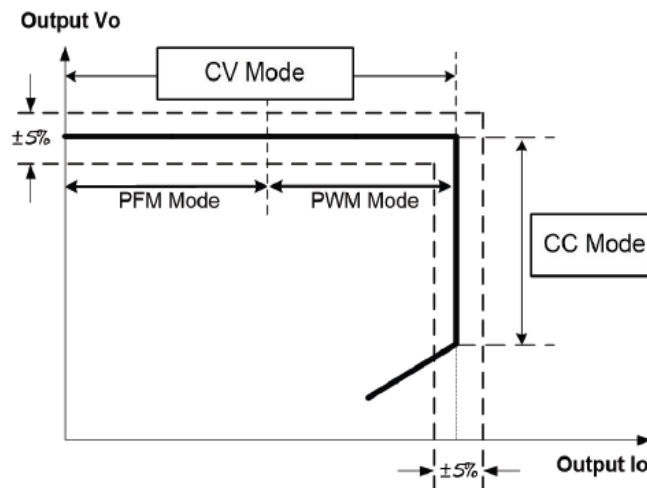 Output Vo
CV Mode
±5%
PFM Mode
PWM Mode
CC Mode
±5%
Output Io